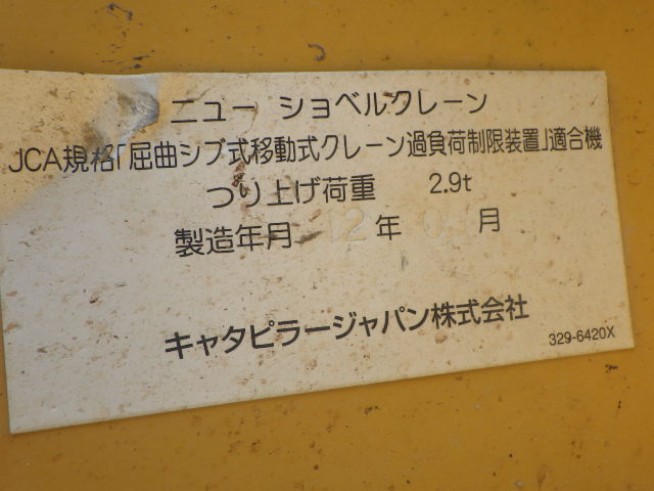 ニュー ショベルクレーン
JCA規格「屈曲ジブ式移動式クレーン過負荷制限装置」適合機
つり上げ荷重 2.9t
製造年月 12年 月
キャタピラージャパン株式会社
329-6420X